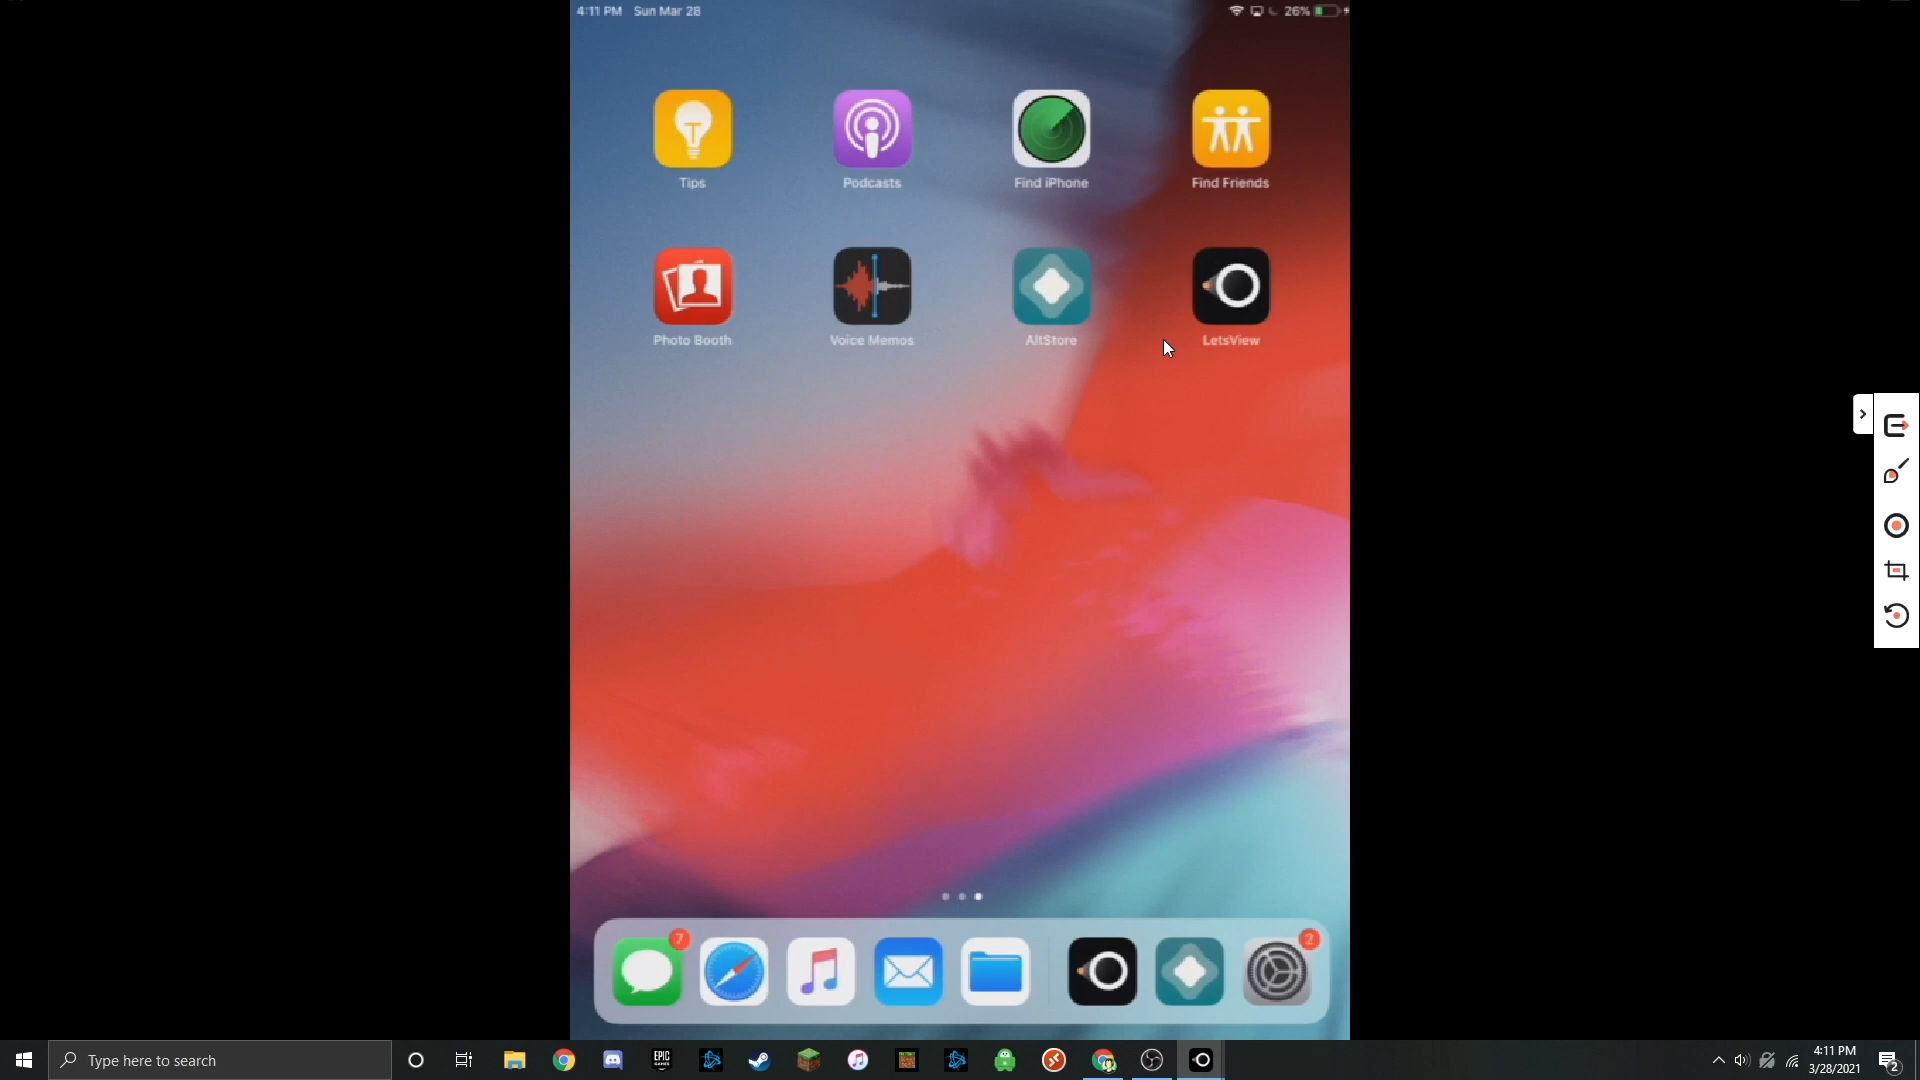 4:11 PM Sun Mar 28
26%
Tips
Podcasts
Find iPhone
Find Friends
Photo Booth
Voice Memos
AltStore
LetsView
7
2
Type here to search
EPIC
GAMES
4:11 PM
3/28/2021
2